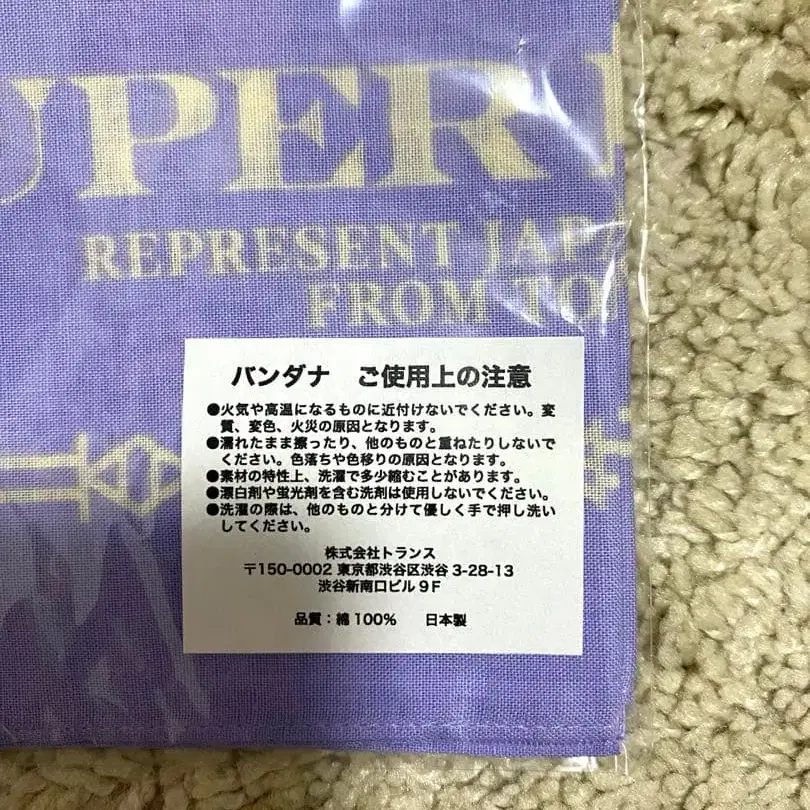 UPER
REPRESENT JAPA
FROM TO
バンダナ ご使用上の注意
●火気や高温になるものに近付けないでください。変
質、変色、火災の原因となります。
●濡れたまま擦ったり、他のものと重ねたりしないで
ください。色落ちや色移りの原因となります。
●素材の特性上、洗濯で多少縮むことがあります。
●漂白剤や蛍光剤を含む洗剤は使用しないでください。
●洗濯の際は、他のものと分けて優しく手で押し洗い
してください。
株式会社トランス
〒150-0002 東京都渋谷区渋谷 3-28-13
渋谷新南口ビル 9F
品質：綿 100% 日本製